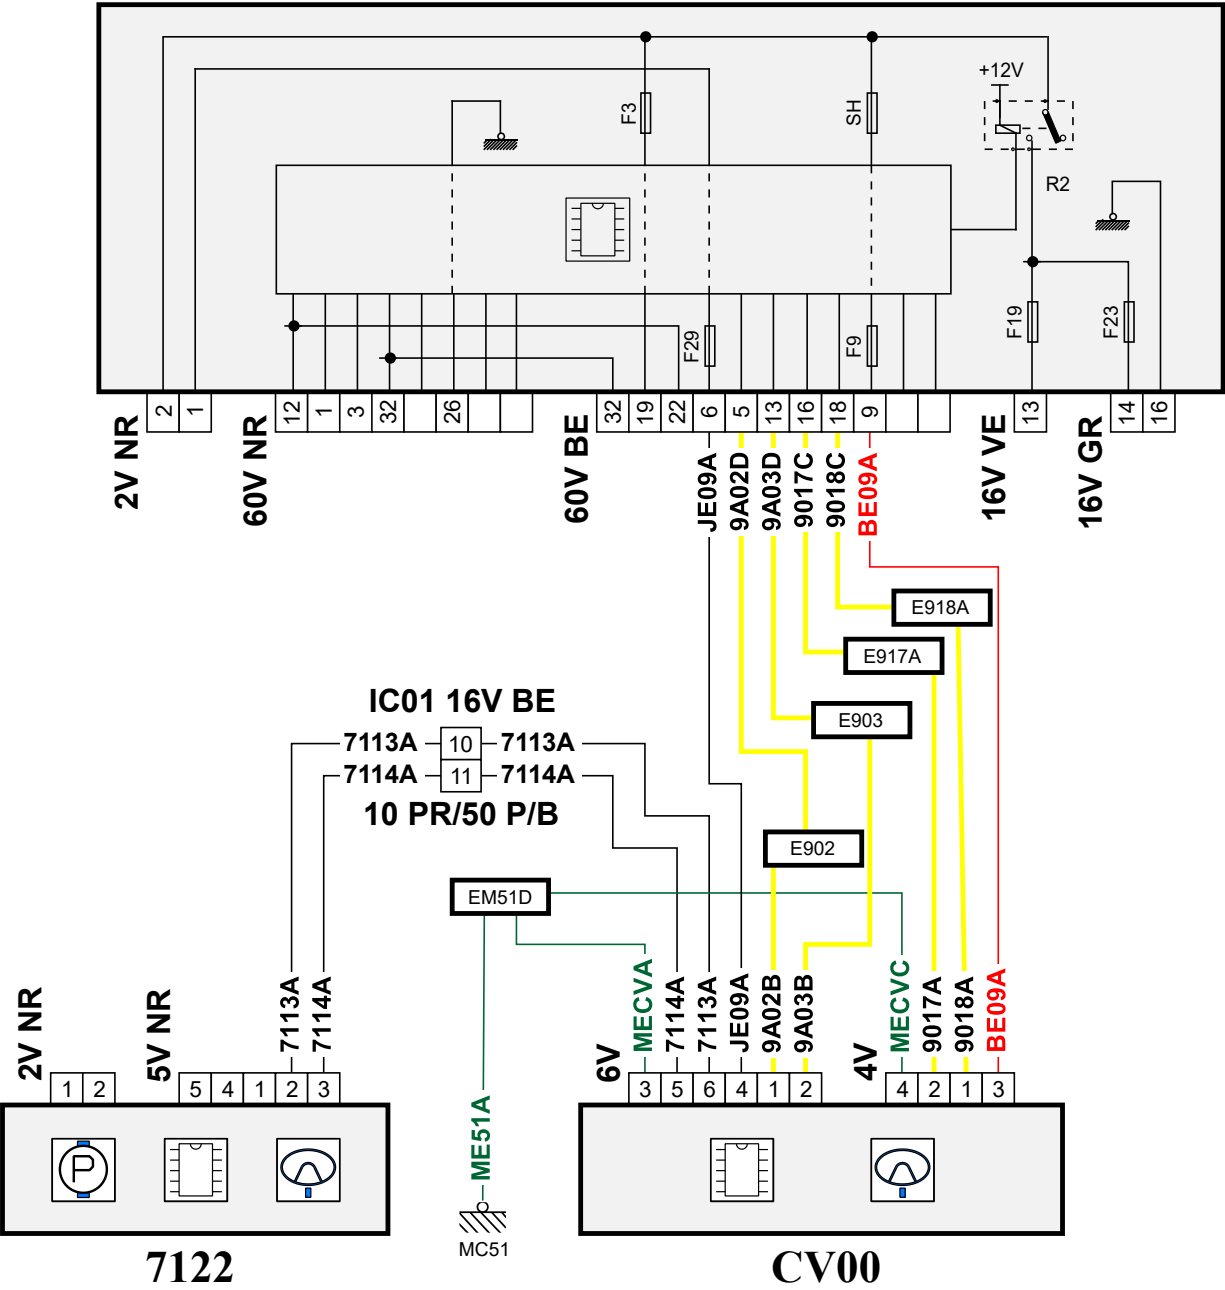 +12V
F3
SH
R2
F29
F9
F19
F23
2V NR
2
1
60V NR
12
1
3
32
26
60V BE
32
19
22
6
5
13
16
18
9
16V VE
13
16V GR
14
16
JE09A
9A02D
9A03D
9017C
9018C
BE09A
E918A
E917A
E903
E902
IC01 16V BE
7113A 10 7113A
7114A 11 7114A
10 PR/50 P/B
EM51D
2V NR
1
2
5V NR
5
4
1
2
3
7113A
7114A
ME51A
MC51
6V
MECVA
7114A
7113A
JE09A
9A02B
9A03B
3
5
6
4
1
2
4V
MECVC
9017A
9018A
BE09A
4
2
1
3
P
7122
CV00